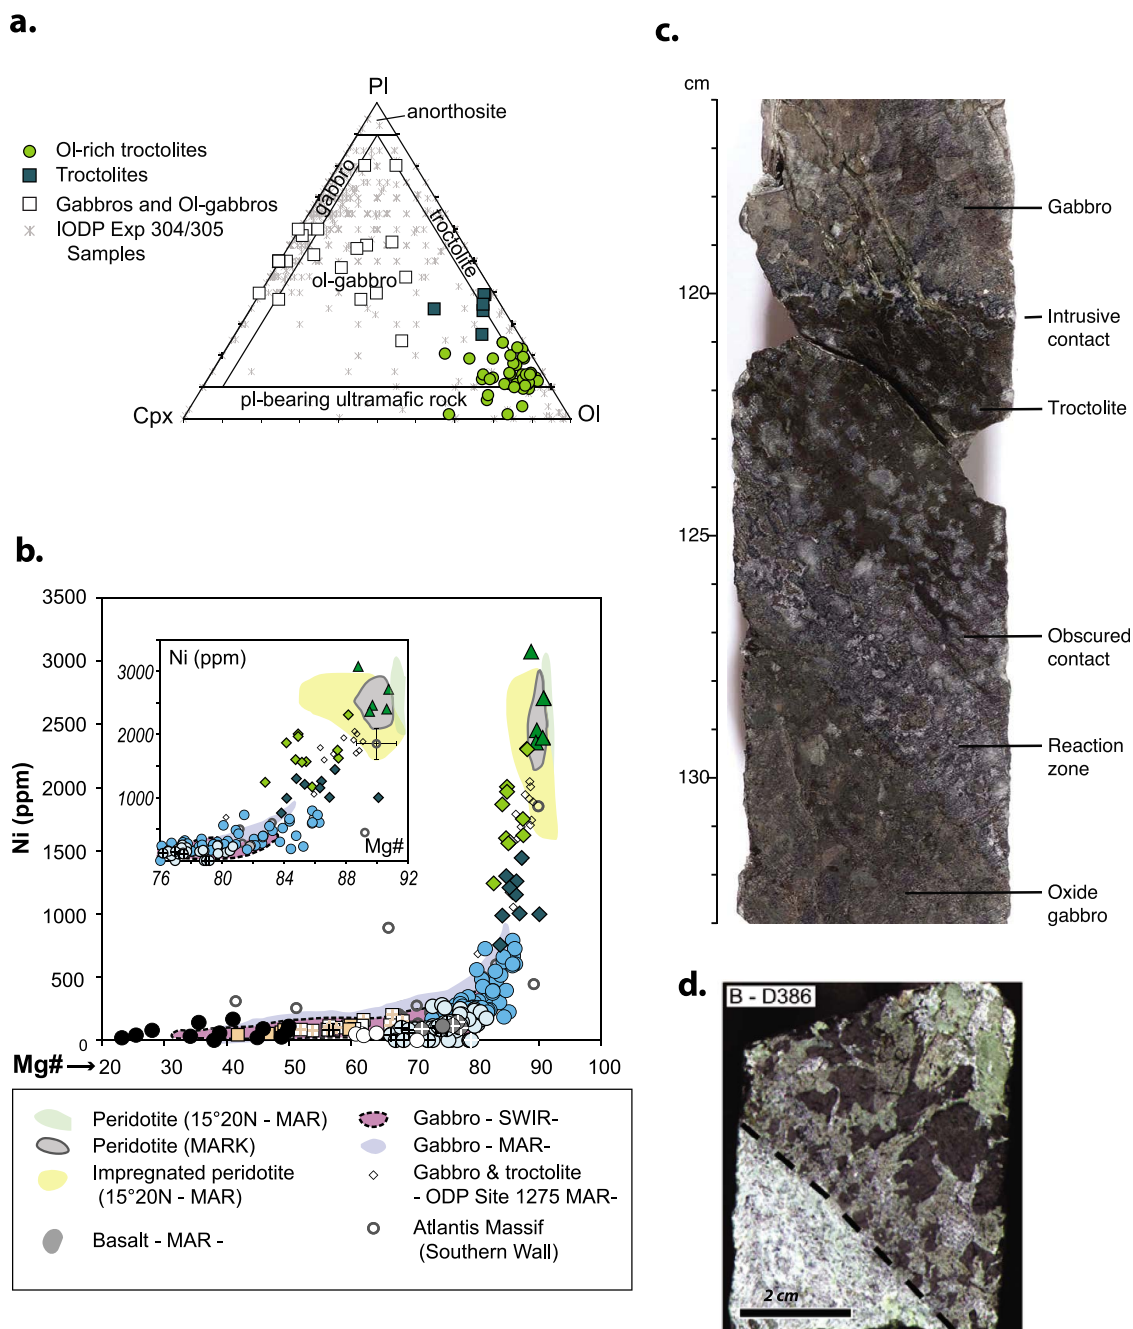 a.
Pl
anorthosite
Ol-rich troctolites
Troctolites
Gabbros and Ol-gabbros
IODP Exp 304/305
Samples
gabbro
troctolite
ol-gabbro
pl-bearing ultramafic rock
Cpx
Ol
b.
3500
3000
2500
2000
1500
1000
500
0
Ni (ppm)
Ni (ppm)
3000
2000
1000
Mg#
76
80
84
88
92
Mg#
20
30
40
50
60
70
80
90
100
Peridotite (15°20N - MAR)
Peridotite (MARK)
Impregnated peridotite
(15°20N - MAR)
Basalt - MAR -
Gabbro - SWIR-
Gabbro - MAR-
Gabbro & troctolite
- ODP Site 1275 MAR-
Atlantis Massif
(Southern Wall)
c.
cm
120
125
130
Gabbro
Intrusive
contact
Troctolite
Obscured
contact
Reaction
zone
Oxide
gabbro
d.
B - D386
2 cm